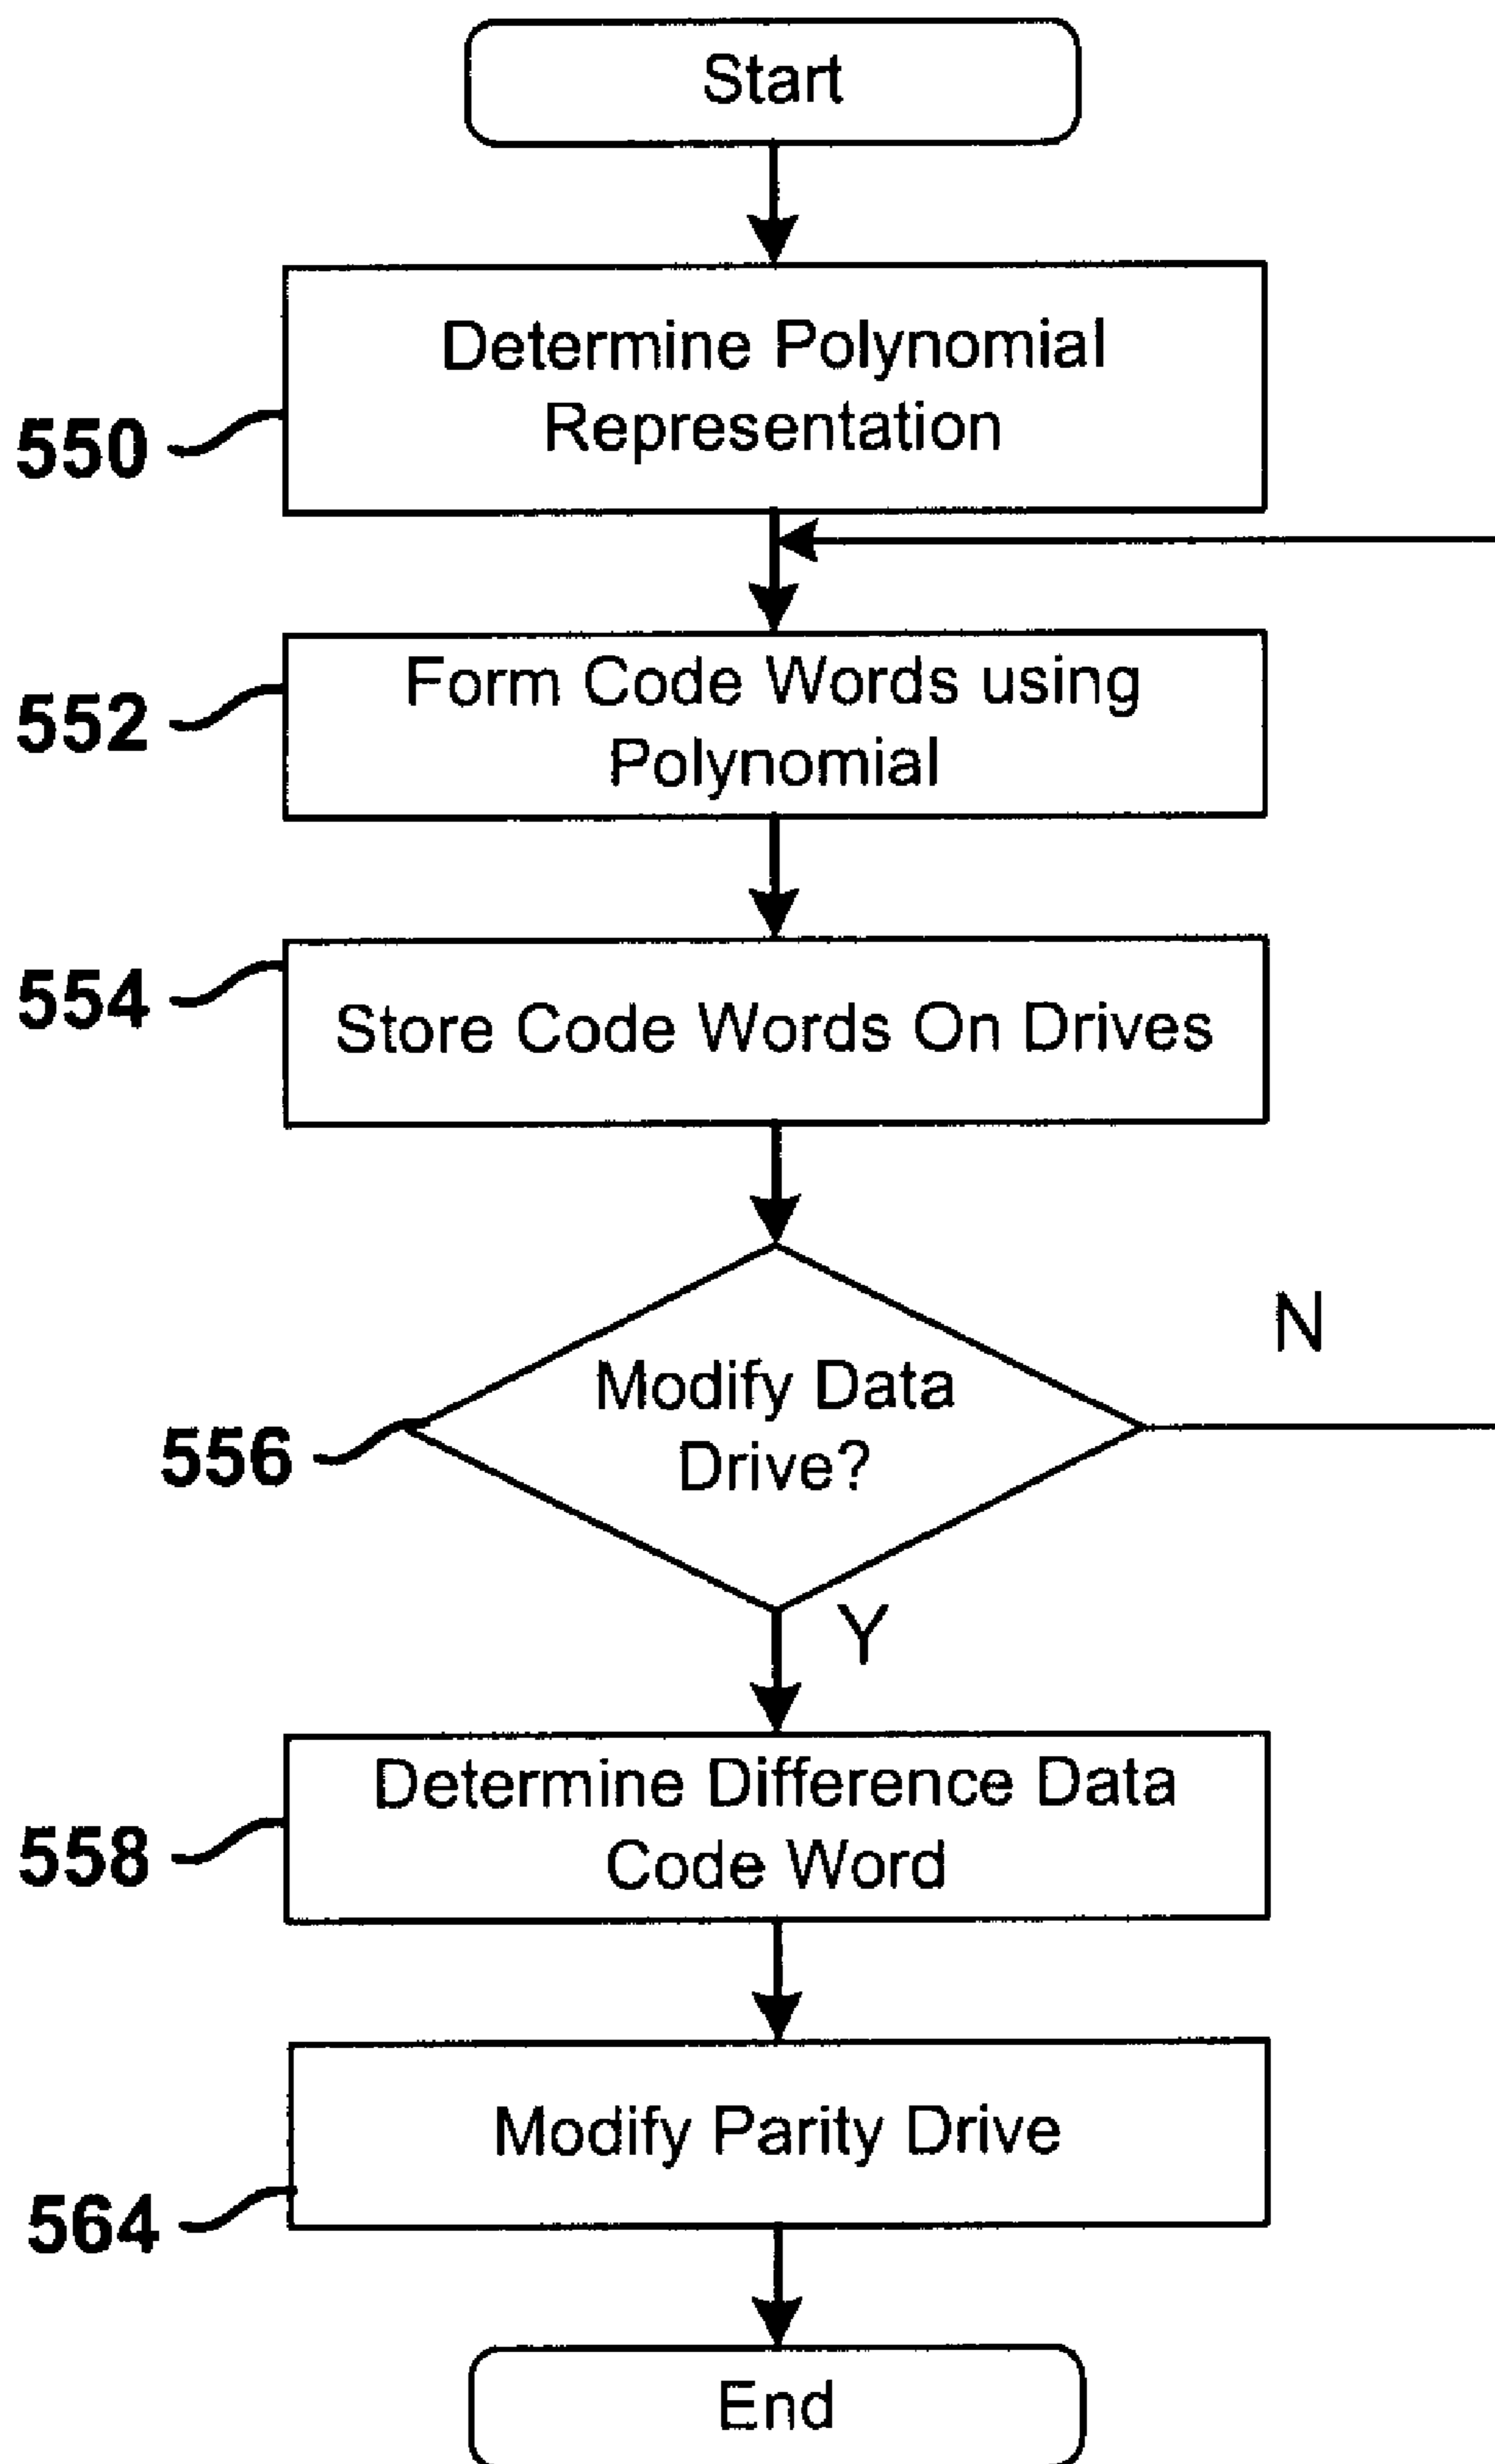 Start
Determine Polynomial
Representation
550
Form Code Words using
Polynomial
552
Store Code Words On Drives
554
N
Modify Data
Drive?
556
Y
Determine Difference Data
Code Word
558
Modify Parity Drive
564
End